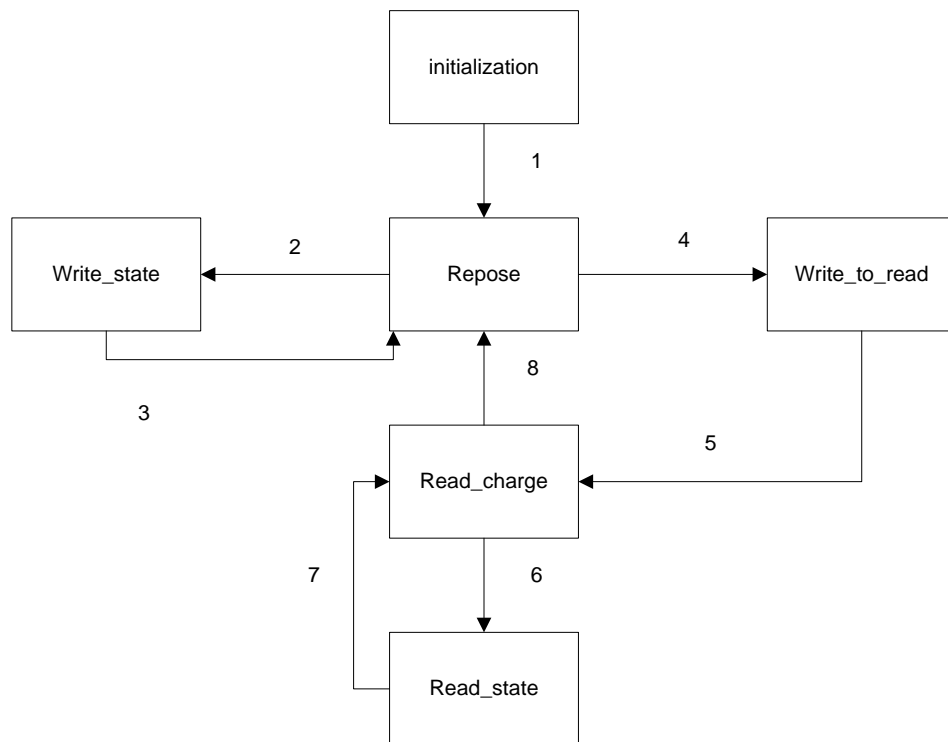 initialization
1
Write_state
2
Repose
4
Write_to_read
3
8
5
Read_charge
7
6
Read_state